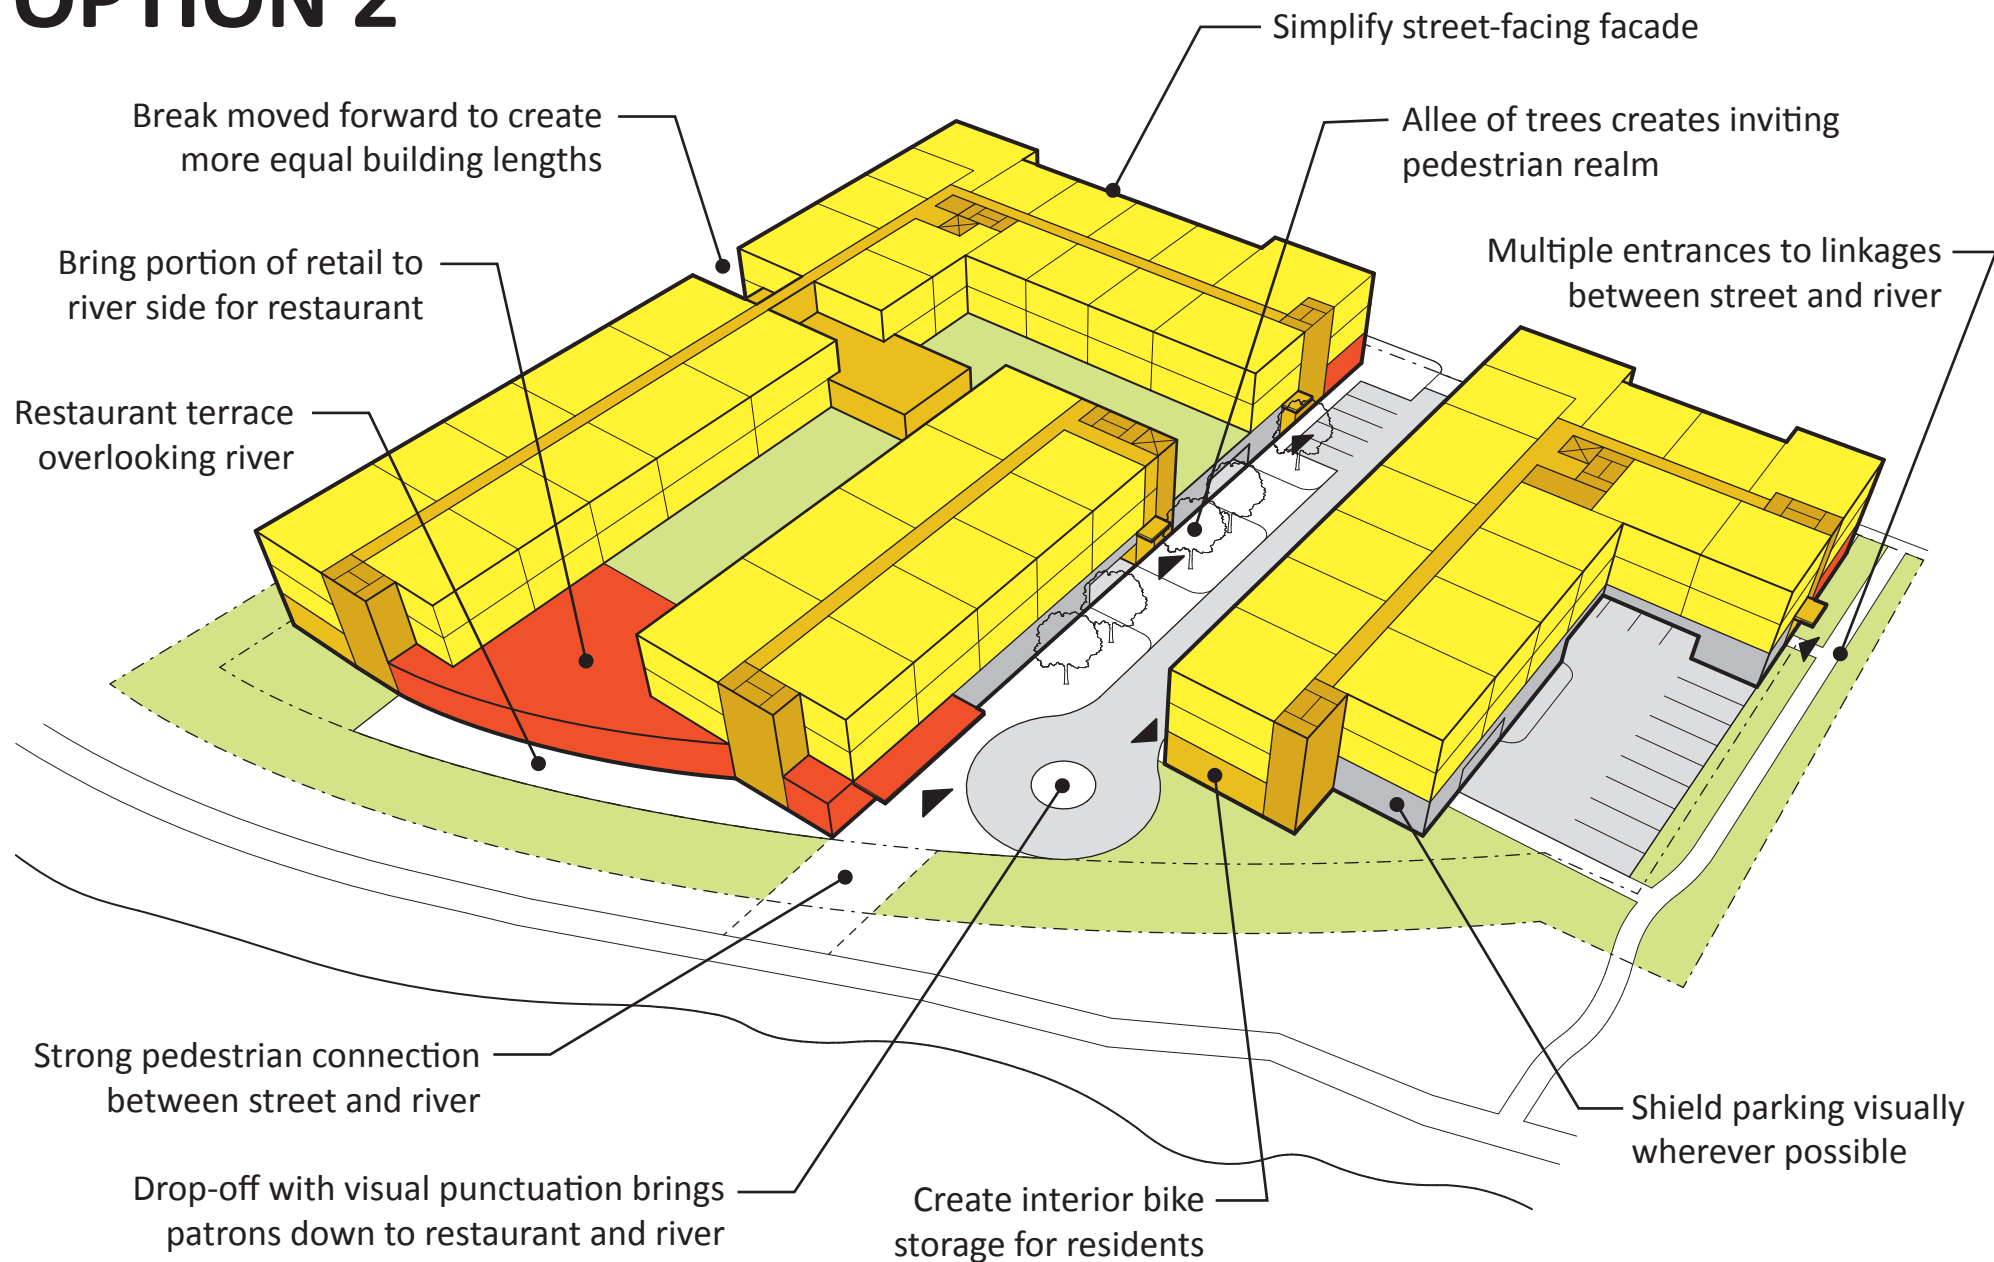 OPTION 2
Simplify street-facing facade
Break moved forward to create
more equal building lengths
Allee of trees creates inviting
pedestrian realm
Bring portion of retail to
river side for restaurant
Multiple entrances to linkages
between street and river
Restaurant terrace
overlooking river
Strong pedestrian connection
between street and river
Shield parking visually
wherever possible
Drop-off with visual punctuation brings
patrons down to restaurant and river
Create interior bike
storage for residents